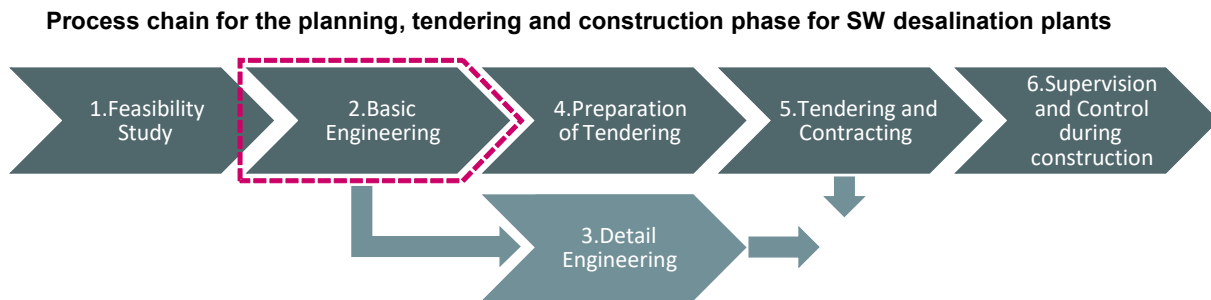 Process chain for the planning, tendering and construction phase for SW desalination plants
1.Feasibility
Study
2.Basic
Engineering
4.Preparation
of Tendering
5.Tendering and
Contracting
6.Supervision
and Control
during
construction
3.Detail
Engineering